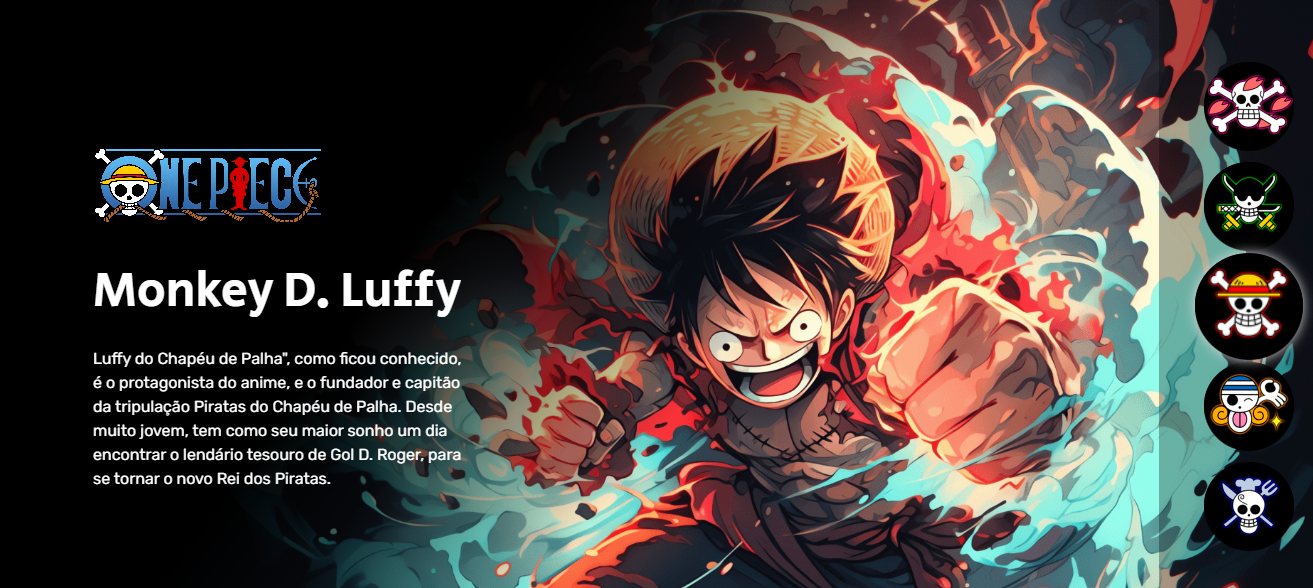 ONE PIECE
Monkey D. Luffy
Luffy do Chapéu de Palha", como ficou conhecido,
é o protagonista do anime, e o fundador e capitão
da tripulação Piratas do Chapéu de Palha. Desde
muito jovem, tem como seu maior sonho um dia
encontrar o lendário tesouro de Gol D. Roger, para
se tornar o novo Rei dos Piratas.